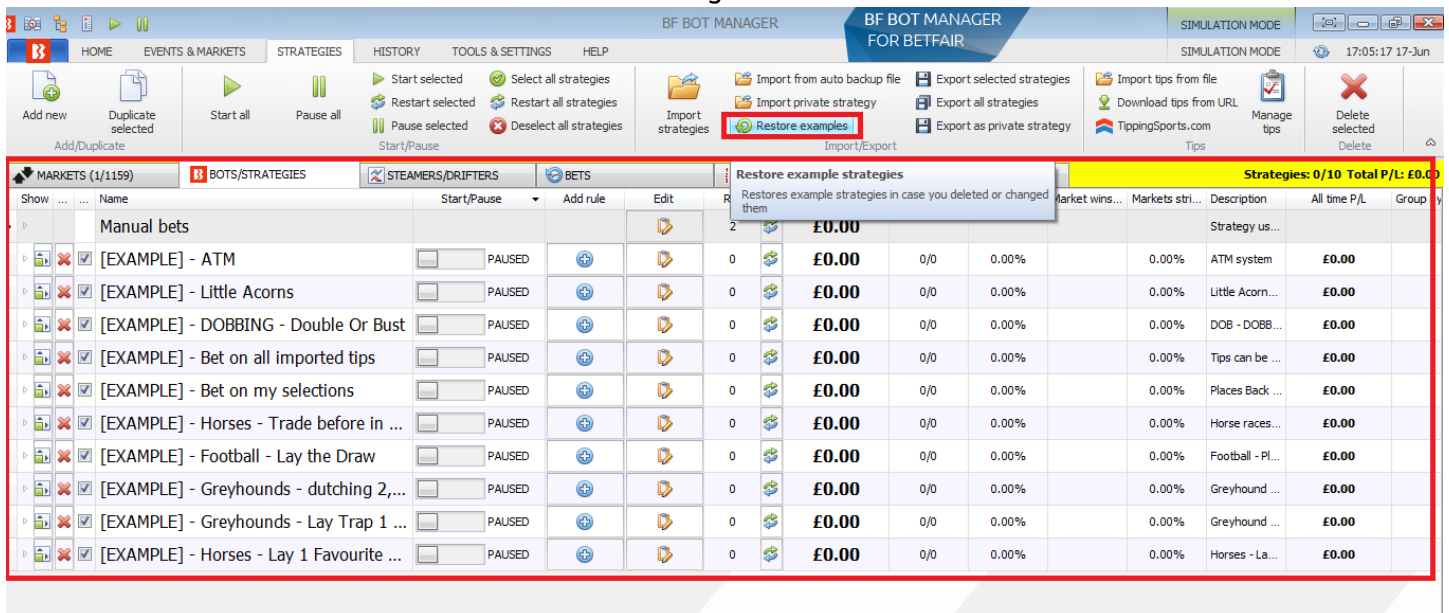 BF BOT MANAGER
BF BOT MANAGER
FOR BETFAIR
SIMULATION MODE
HOME EVENTS & MARKETS STRATEGIES HISTORY TOOLS & SETTINGS HELP SIMULATION MODE 17:05:17 17-Jun
Add new
Duplicate
selected
Add/Duplicate
Start all
Pause all
Start selected
Restart selected
Pause selected
Select all strategies
Restart all strategies
Deselect all strategies
Start/Pause
Import
strategies
Import from auto backup file
Import private strategy
Restore examples
Export selected strategies
Export all strategies
Export as private strategy
Import/Export
Import tips from file
Download tips from URL
TippingSports.com
Manage
tips
Tips
Delete
selected
Delete
MARKETS (1/1159) BOTS/STRATEGIES STEAMERS/DRIFTERS BETS Strategies: 0/10 Total P/L: £0.00
Restore example strategies
Restores example strategies in case you deleted or changed
them
Show ... ... Name Start/Pause Add rule Edit Market wins... Markets stri... Description All time P/L Group by
Manual bets 2 £0.00 Strategy us...
[EXAMPLE] - ATM PAUSED 0 £0.00 0/0 0.00% 0.00% ATM system £0.00
[EXAMPLE] - Little Acorns PAUSED 0 £0.00 0/0 0.00% 0.00% Little Acorn... £0.00
[EXAMPLE] - DOBBING - Double Or Bust PAUSED 0 £0.00 0/0 0.00% 0.00% DOB - DOBB... £0.00
[EXAMPLE] - Bet on all imported tips PAUSED 0 £0.00 0/0 0.00% 0.00% Tips can be ... £0.00
[EXAMPLE] - Bet on my selections PAUSED 0 £0.00 0/0 0.00% 0.00% Places Back ... £0.00
[EXAMPLE] - Horses - Trade before in ... PAUSED 0 £0.00 0/0 0.00% 0.00% Horse races... £0.00
[EXAMPLE] - Football - Lay the Draw PAUSED 0 £0.00 0/0 0.00% 0.00% Football - Pl... £0.00
[EXAMPLE] - Greyhounds - dutching 2,... PAUSED 0 £0.00 0/0 0.00% 0.00% Greyhound ... £0.00
[EXAMPLE] - Greyhounds - Lay Trap 1 ... PAUSED 0 £0.00 0/0 0.00% 0.00% Greyhound ... £0.00
[EXAMPLE] - Horses - Lay 1 Favourite ... PAUSED 0 £0.00 0/0 0.00% 0.00% Horses - La... £0.00